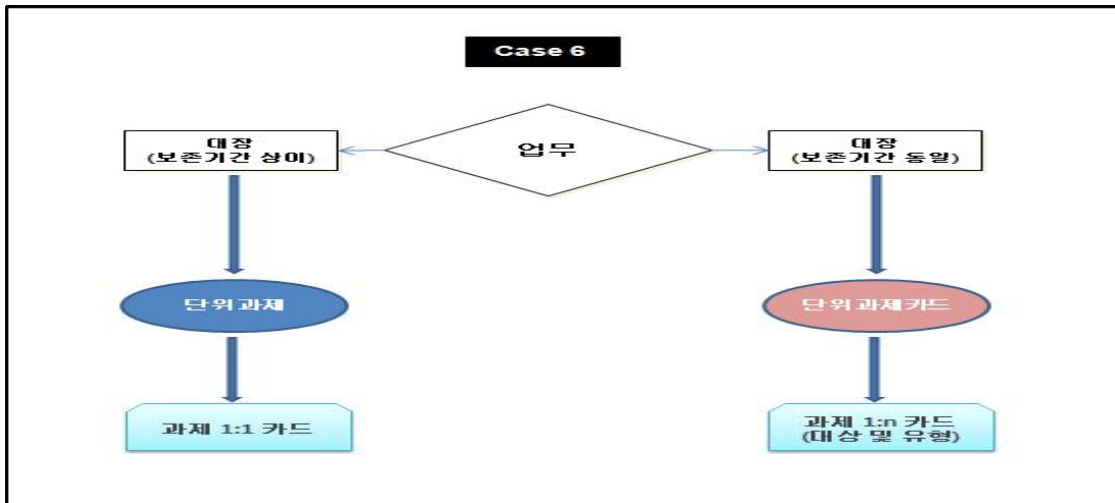 Case 6
대장
(보존기간 상이)
업무
대장
(보존기간 동일)
단위과제
단위과제카드
과제 1:1 카드
과제 1:n 카드
(대상 및 유형)